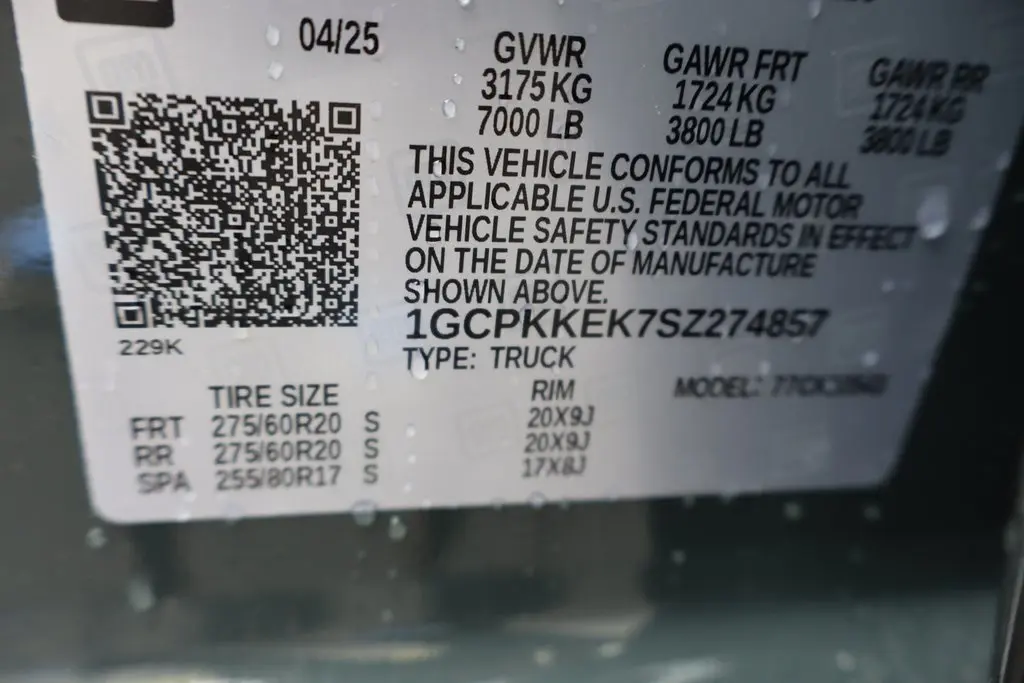 04/25
GVWR
3175 KG
7000 LB
GAWR FRT
1724 KG
3800 LB
GAWR RR
1724 KG
3800 LB
THIS VEHICLE CONFORMS TO ALL
APPLICABLE U.S. FEDERAL MOTOR
VEHICLE SAFETY STANDARDS IN EFFECT
ON THE DATE OF MANUFACTURE
SHOWN ABOVE.
1GCPKKEK7SZ274857
229K
TYPE: TRUCK
MODEL:
TIRE SIZE RIM
FRT 275/60R20 S 20X9J
RR 275/60R20 S 20X9J
SPA 255/80R17 S 17X8J